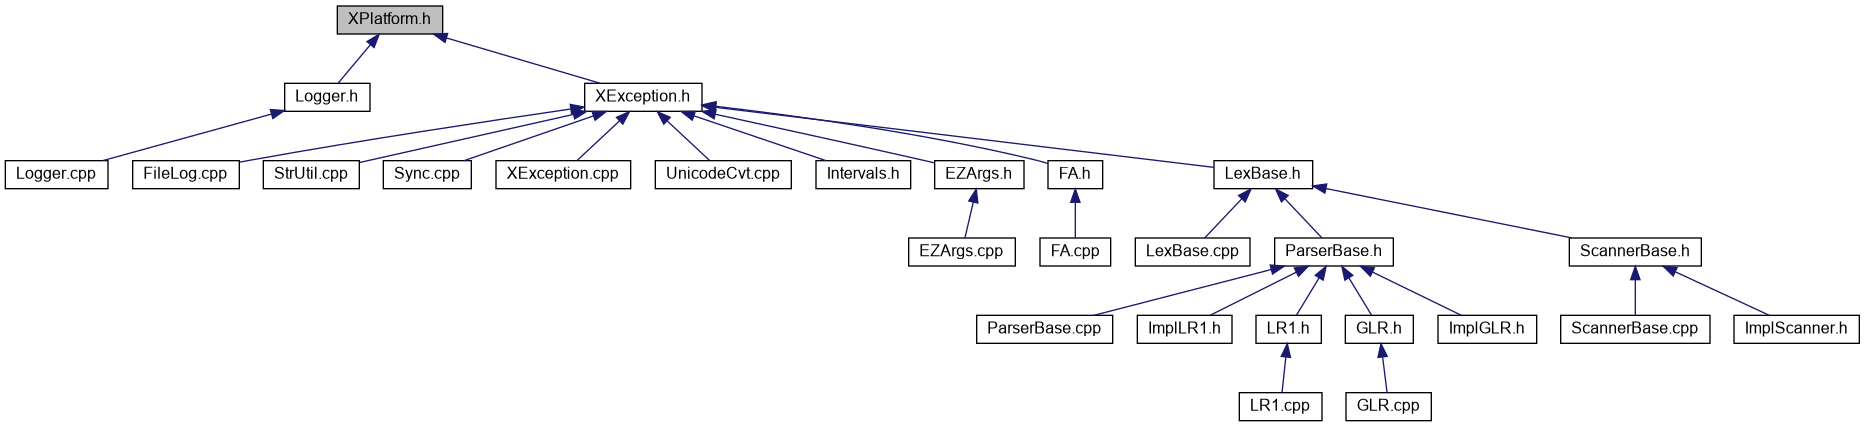 XPlatform.h
Logger.h
XException.h
Logger.cpp
FileLog.cpp
StrUtil.cpp
Sync.cpp
XException.cpp
UnicodeCvt.cpp
Intervals.h
EZArgs.h
FA.h
LexBase.h
EZArgs.cpp
FA.cpp
LexBase.cpp
ParserBase.h
ScannerBase.h
ParserBase.cpp
ImplLR1.h
LR1.h
GLR.h
ImplGLR.h
ScannerBase.cpp
ImplScanner.h
LR1.cpp
GLR.cpp